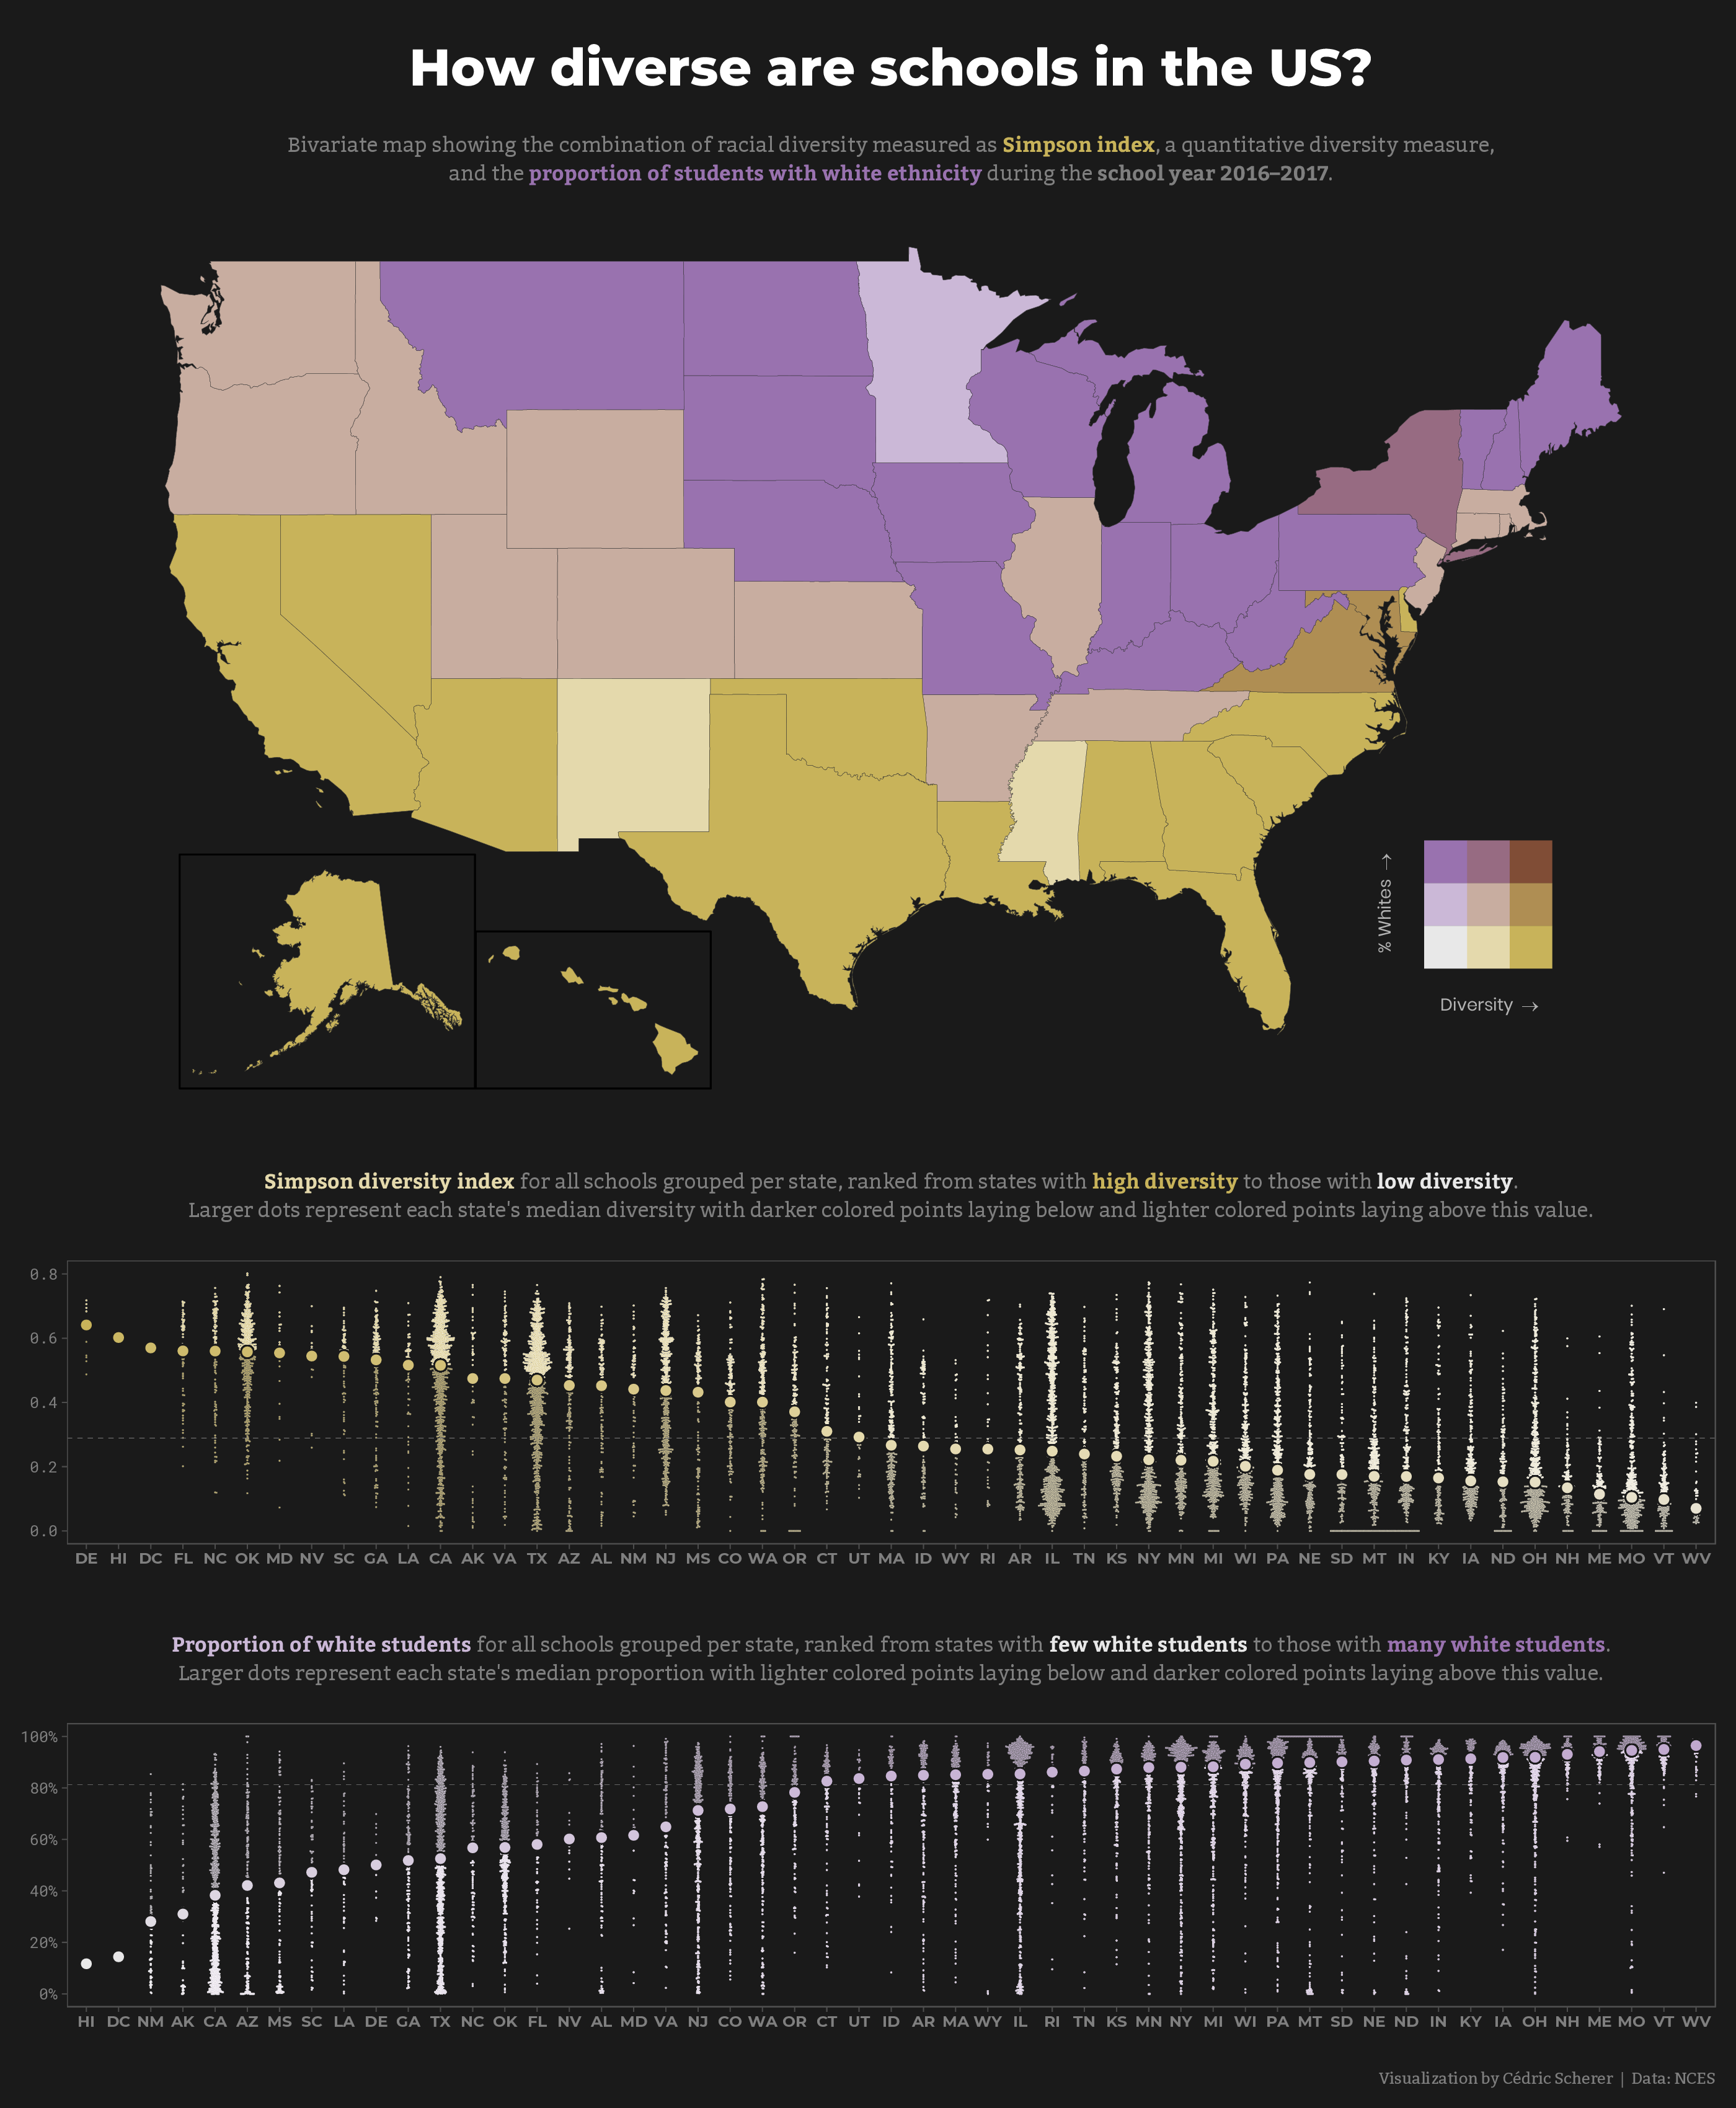 How diverse are schools in the US?
Bivariate map showing the combination of racial diversity measured as Simpson index, a quantitative diversity measure,
and the proportion of students with white ethnicity during the school year 2016–2017.
% Whites →
Diversity →
Simpson diversity index for all schools grouped per state, ranked from states with high diversity to those with low diversity.
Larger dots represent each state's median diversity with darker colored points laying below and lighter colored points laying above this value.
0.8
0.6
0.4
0.2
0.0
DE HI DC FL NC OK MD NV SC GA LA CA AK VA TX AZ AL NM NJ MS CO WA OR CT UT MA ID WY RI AR IL TN KS NY MN MI WI PA NE SD MT IN KY IA ND OH NH ME MO VT WV
Proportion of white students for all schools grouped per state, ranked from states with few white students to those with many white students.
Larger dots represent each state's median proportion with lighter colored points laying below and darker colored points laying above this value.
100%
80%
60%
40%
20%
0%
HI DC NM AK CA AZ MS SC LA DE GA TX NC OK FL NV AL MD VA NJ CO WA OR CT UT ID AR MA WY IL RI TN KS MN NY MI WI PA MT SD NE ND IN KY IA OH NH ME MO VT WV
Visualization by Cédric Scherer | Data: NCES